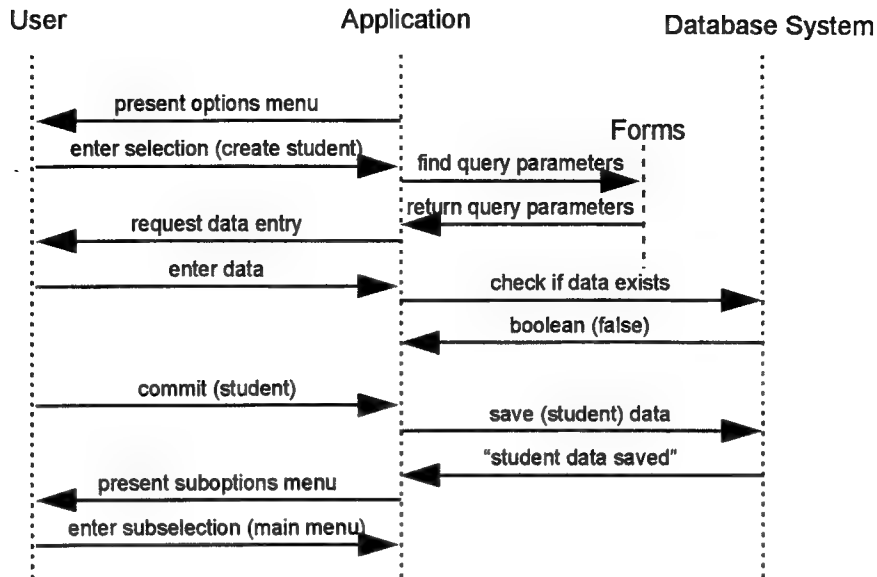 User
Application
Database System
present options menu
Forms
enter selection (create student)
find query parameters
return query parameters
request data entry
enter data
check if data exists
boolean (false)
commit (student)
save (student) data
"student data saved"
present suboptions menu
enter subselection (main menu)